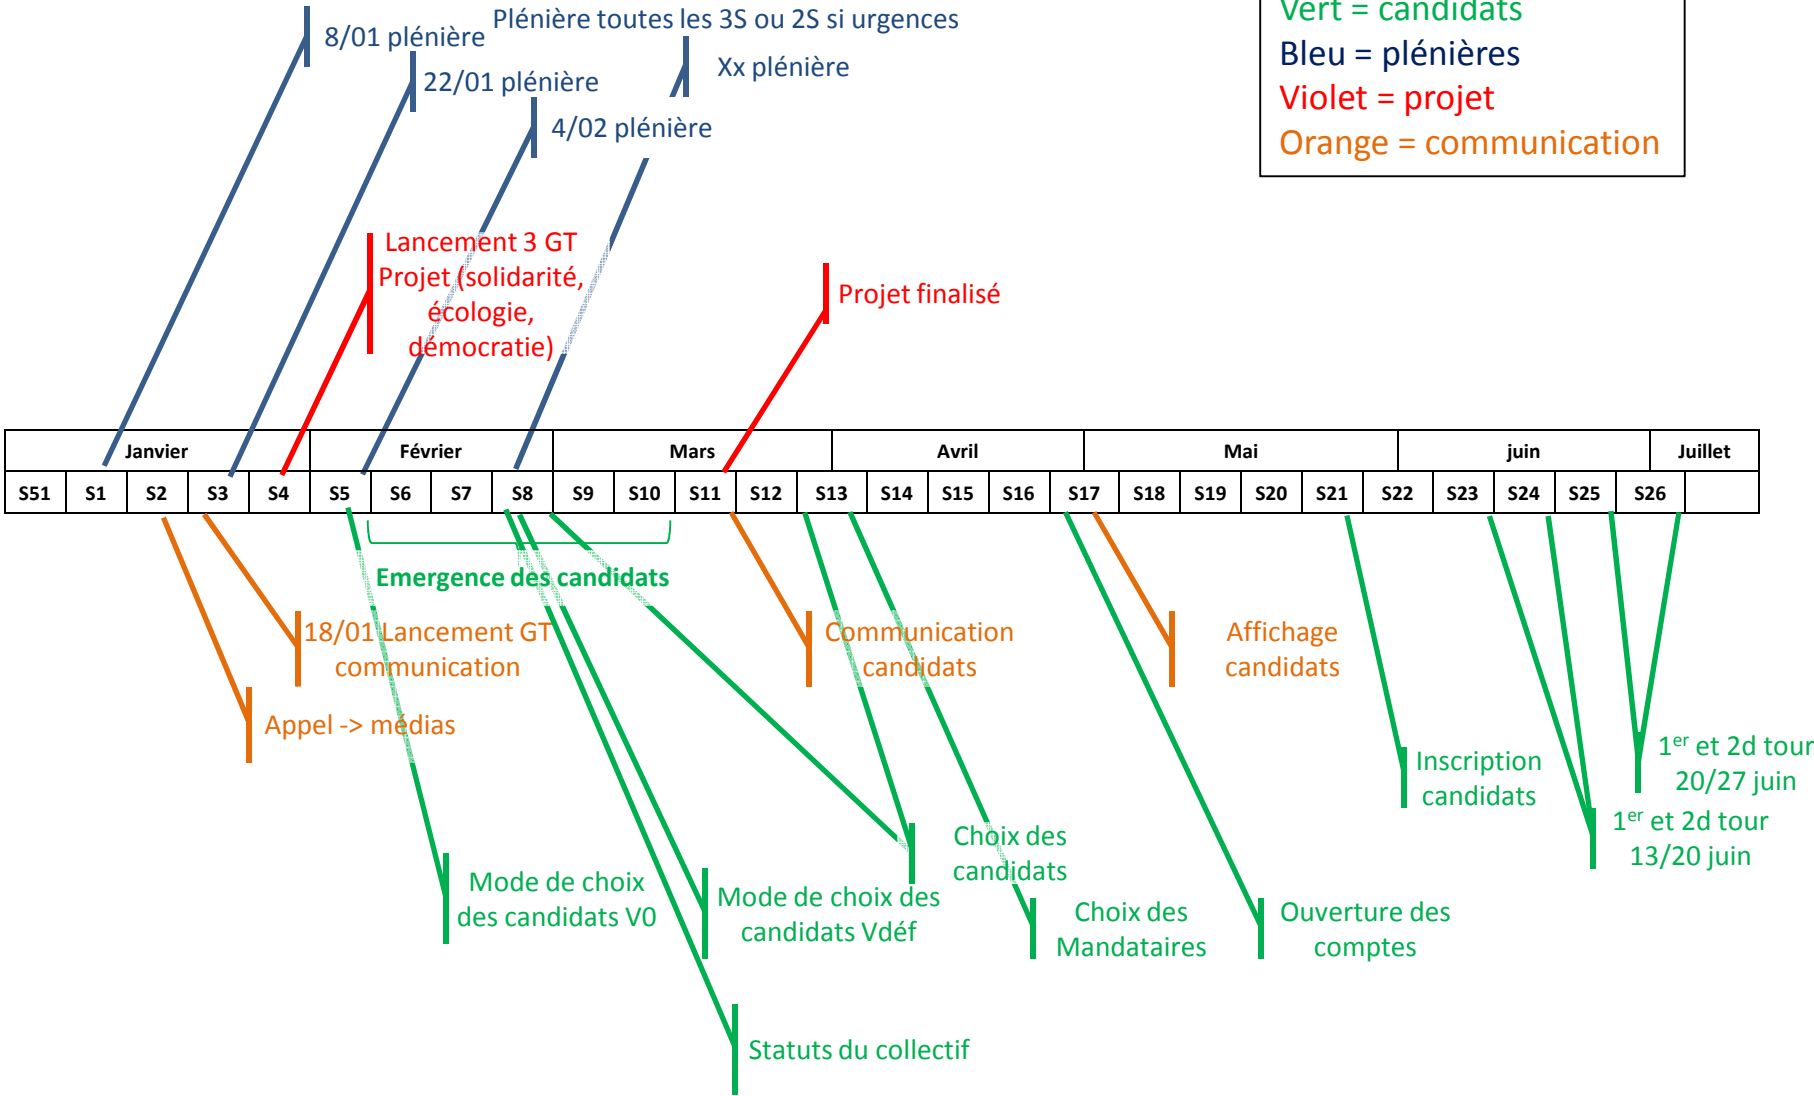 Plénière toutes les 3S ou 2S si urgences
8/01 plénière
Xx plénière
22/01 plénière
4/02 plénière
Vert = candidats
Bleu = plénières
Violet = projet
Orange = communication
Lancement 3 GT
Projet (solidarité,
écologie,
démocratie)
Projet finalisé
Janvier Février Mars Avril Mai juin Juillet
S51 S1 S2 S3 S4 S5 S6 S7 S8 S9 S10 S11 S12 S13 S14 S15 S16 S17 S18 S19 S20 S21 S22 S23 S24 S25 S26
Emergence des candidats
18/01 Lancement GT
communication
Appel -> médias
Communication
candidats
Affichage
candidats
Inscription
candidats
1er et 2d tour
20/27 juin
1er et 2d tour
13/20 juin
Choix des
candidats
Mode de choix
des candidats V0
Mode de choix des
candidats Vdéf
Choix des
Mandataires
Ouverture des
comptes
Statuts du collectif